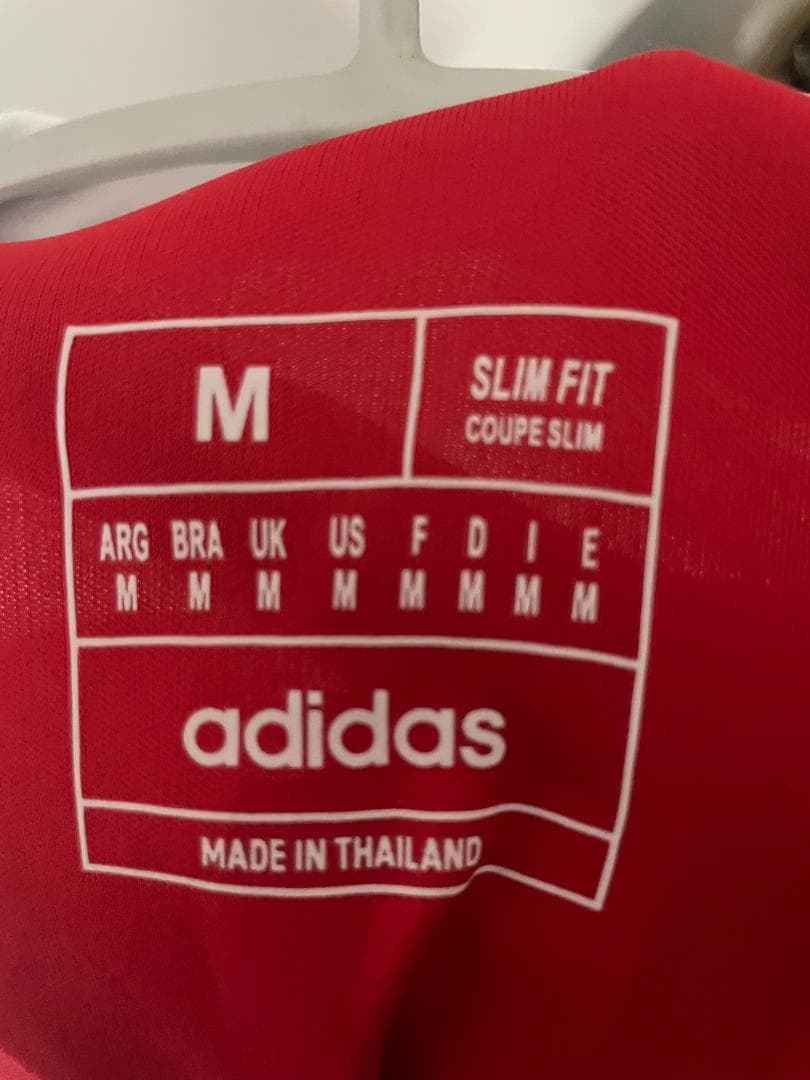 M
SLIM FIT
COUPE SLIM
ARG BRA UK US F D I E
M M M M M M M M
adidas
MADE IN THAILAND